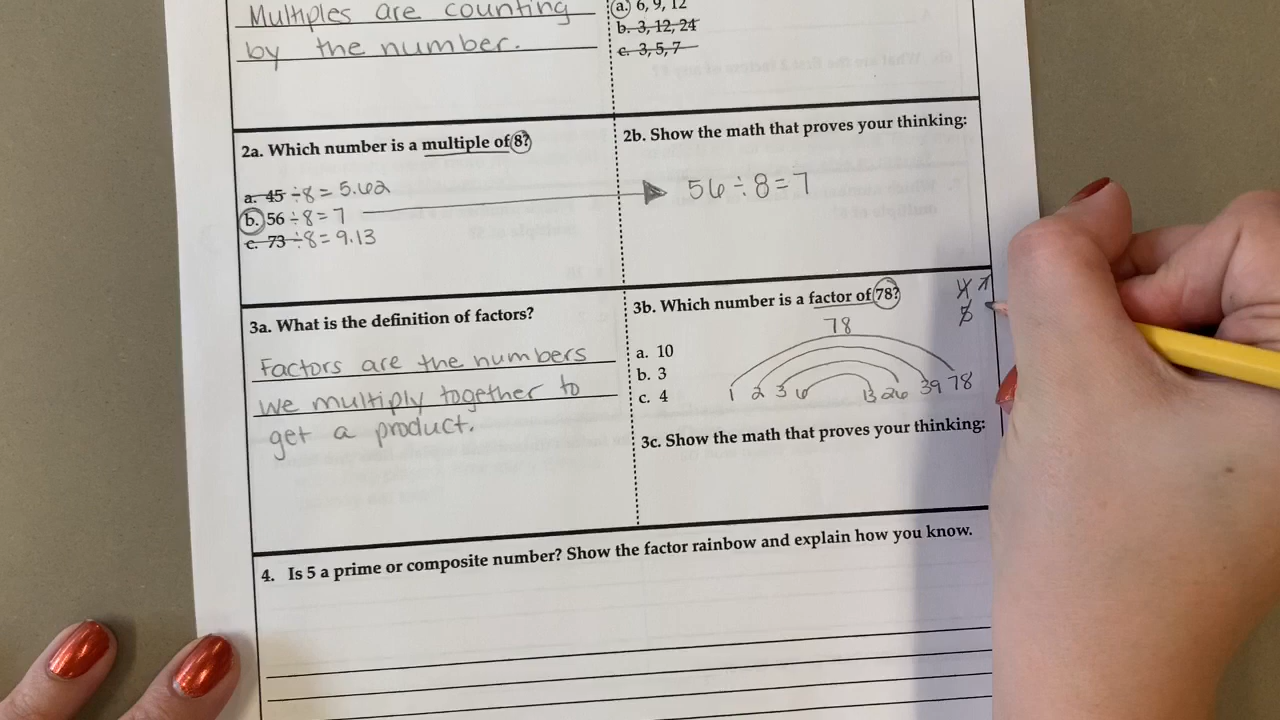 Multiples are counting
by the number.
a. 6, 9, 12
b. 3, 12, 24
c. 3, 5, 7
2a. Which number is a multiple of 8?
a. 45 ÷8 = 5.62
b. 56 ÷8 = 7
c. 73 ÷8 = 9.13
2b. Show the math that proves your thinking:
56 ÷ 8 = 7
3a. What is the definition of factors?
Factors are the numbers
we multiply together to
get a product.
3b. Which number is a factor of 78?
4 7
5
78
a. 10
b. 3
c. 4
1 2 3 6 13 26 39 78
3c. Show the math that proves your thinking:
4. Is 5 a prime or composite number? Show the factor rainbow and explain how you know.